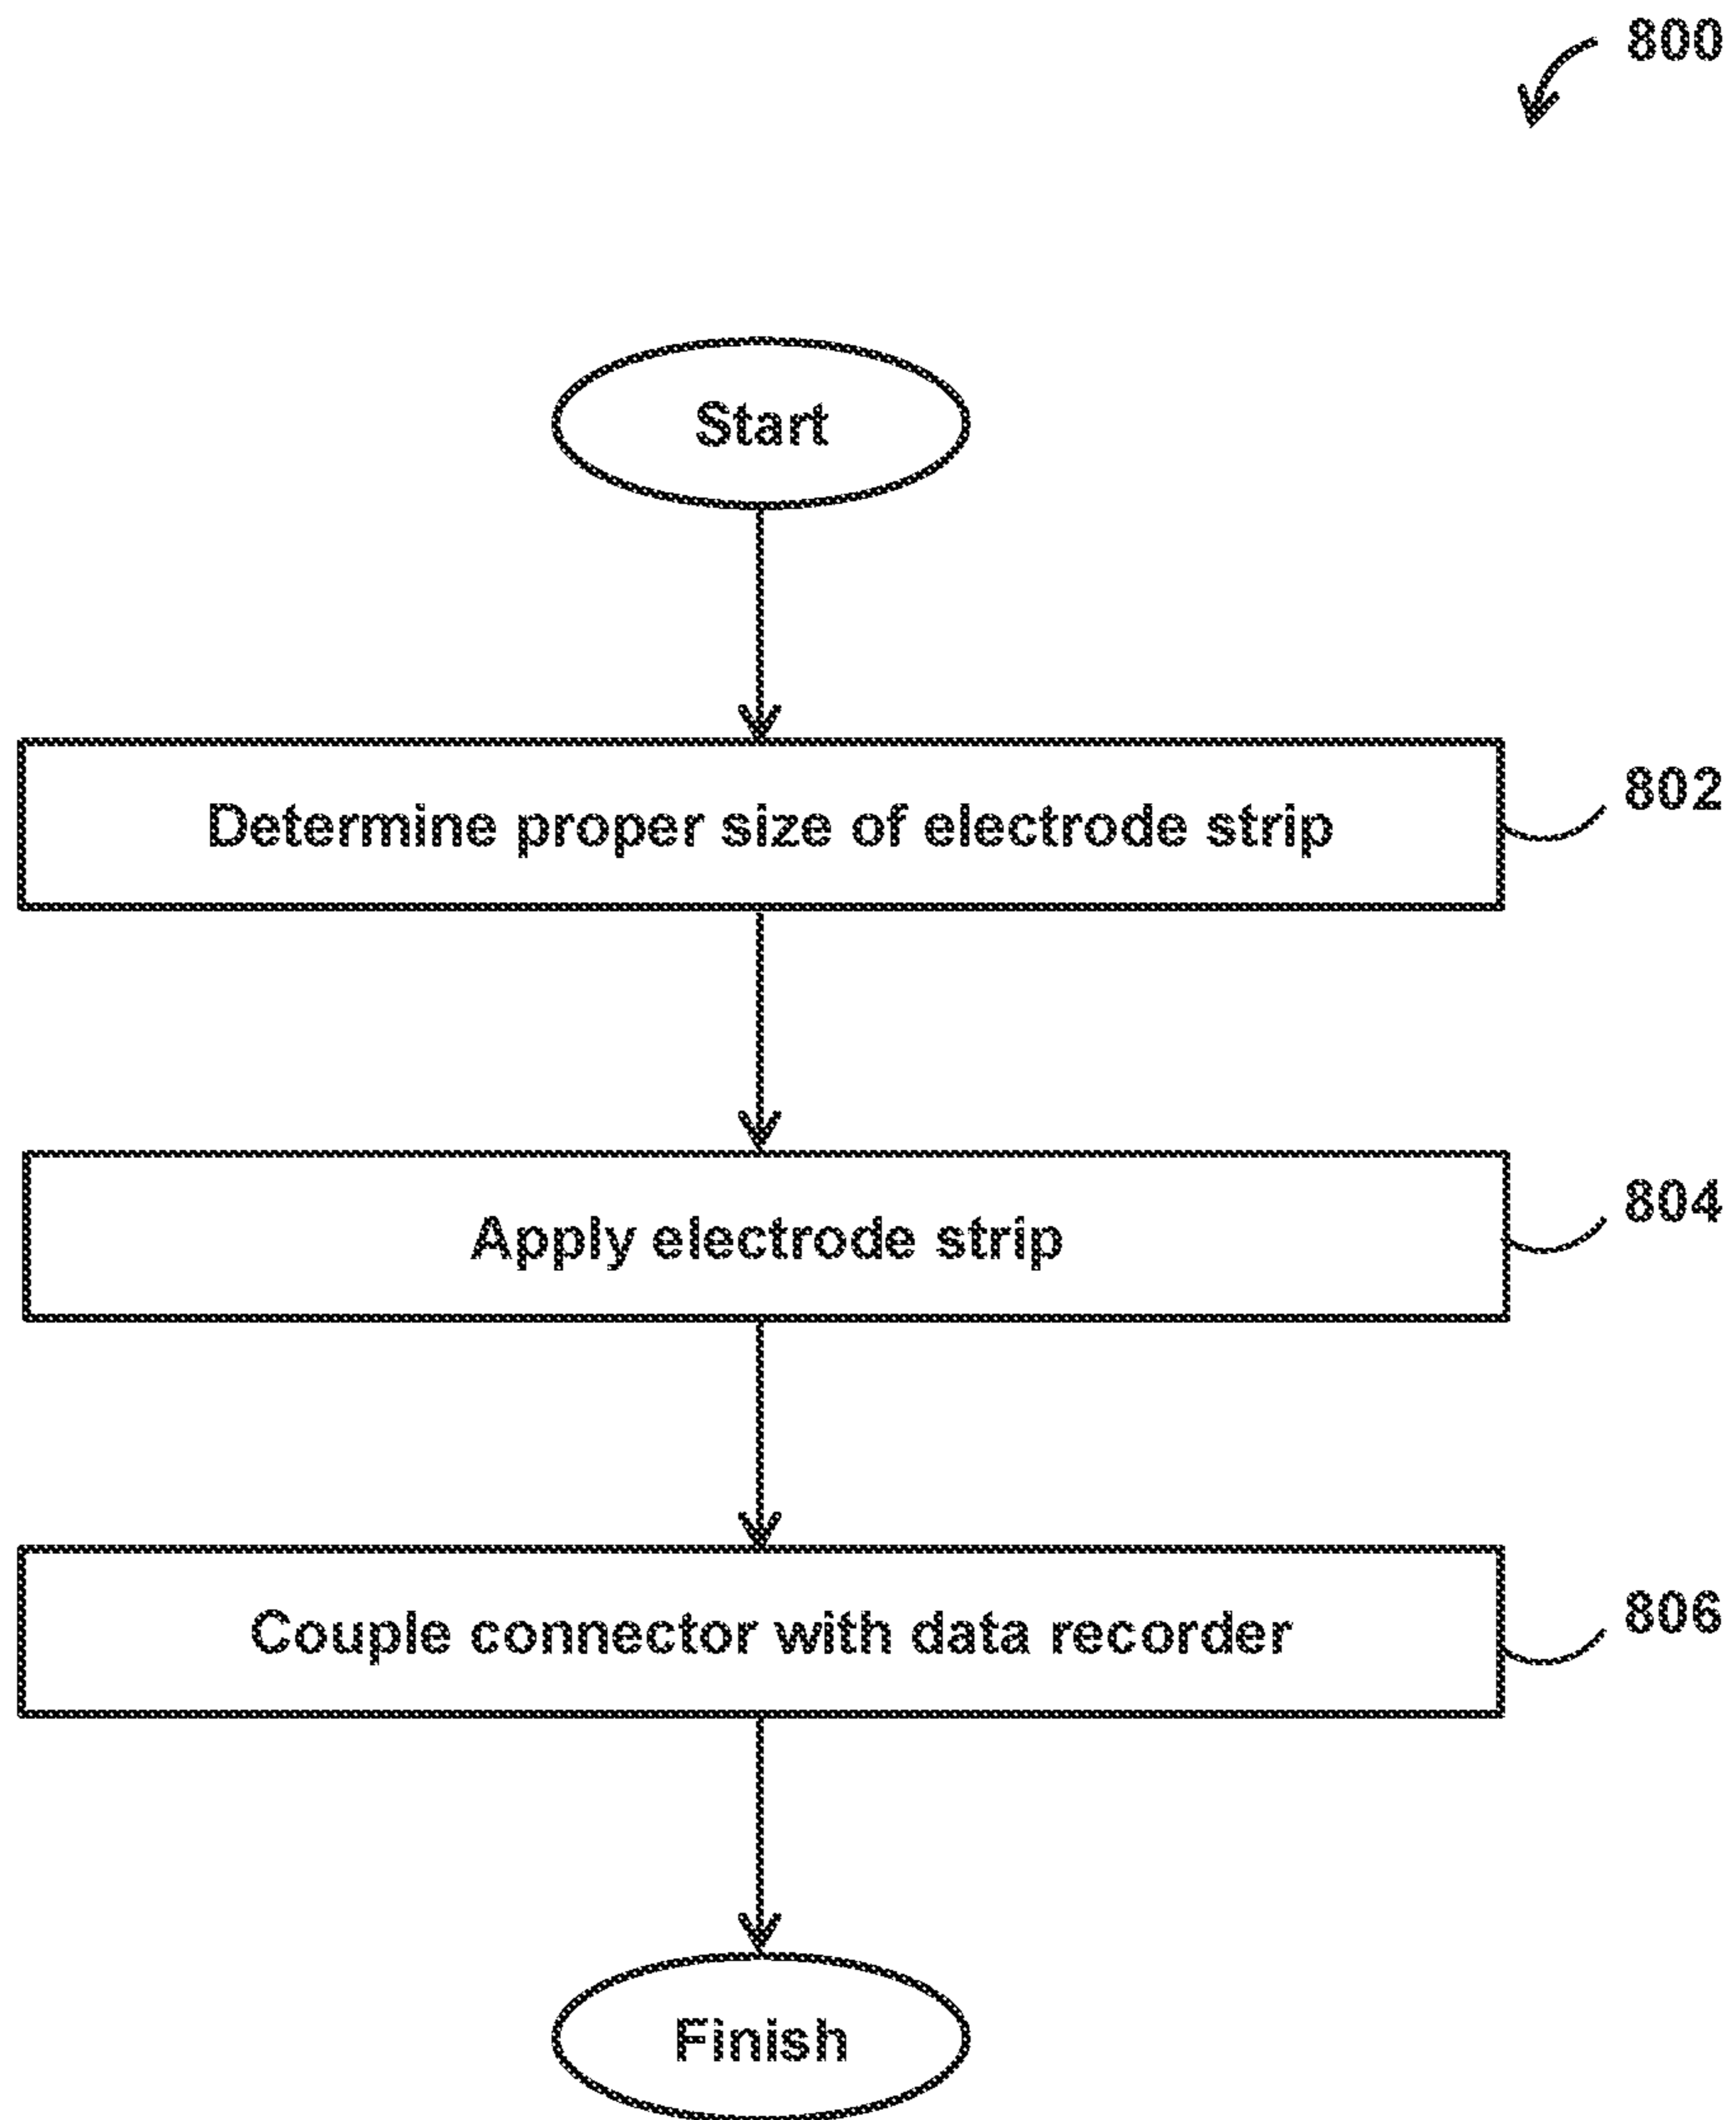 800
Start
Determine proper size of electrode strip
802
Apply electrode strip
804
Couple connector with data recorder
806
Finish